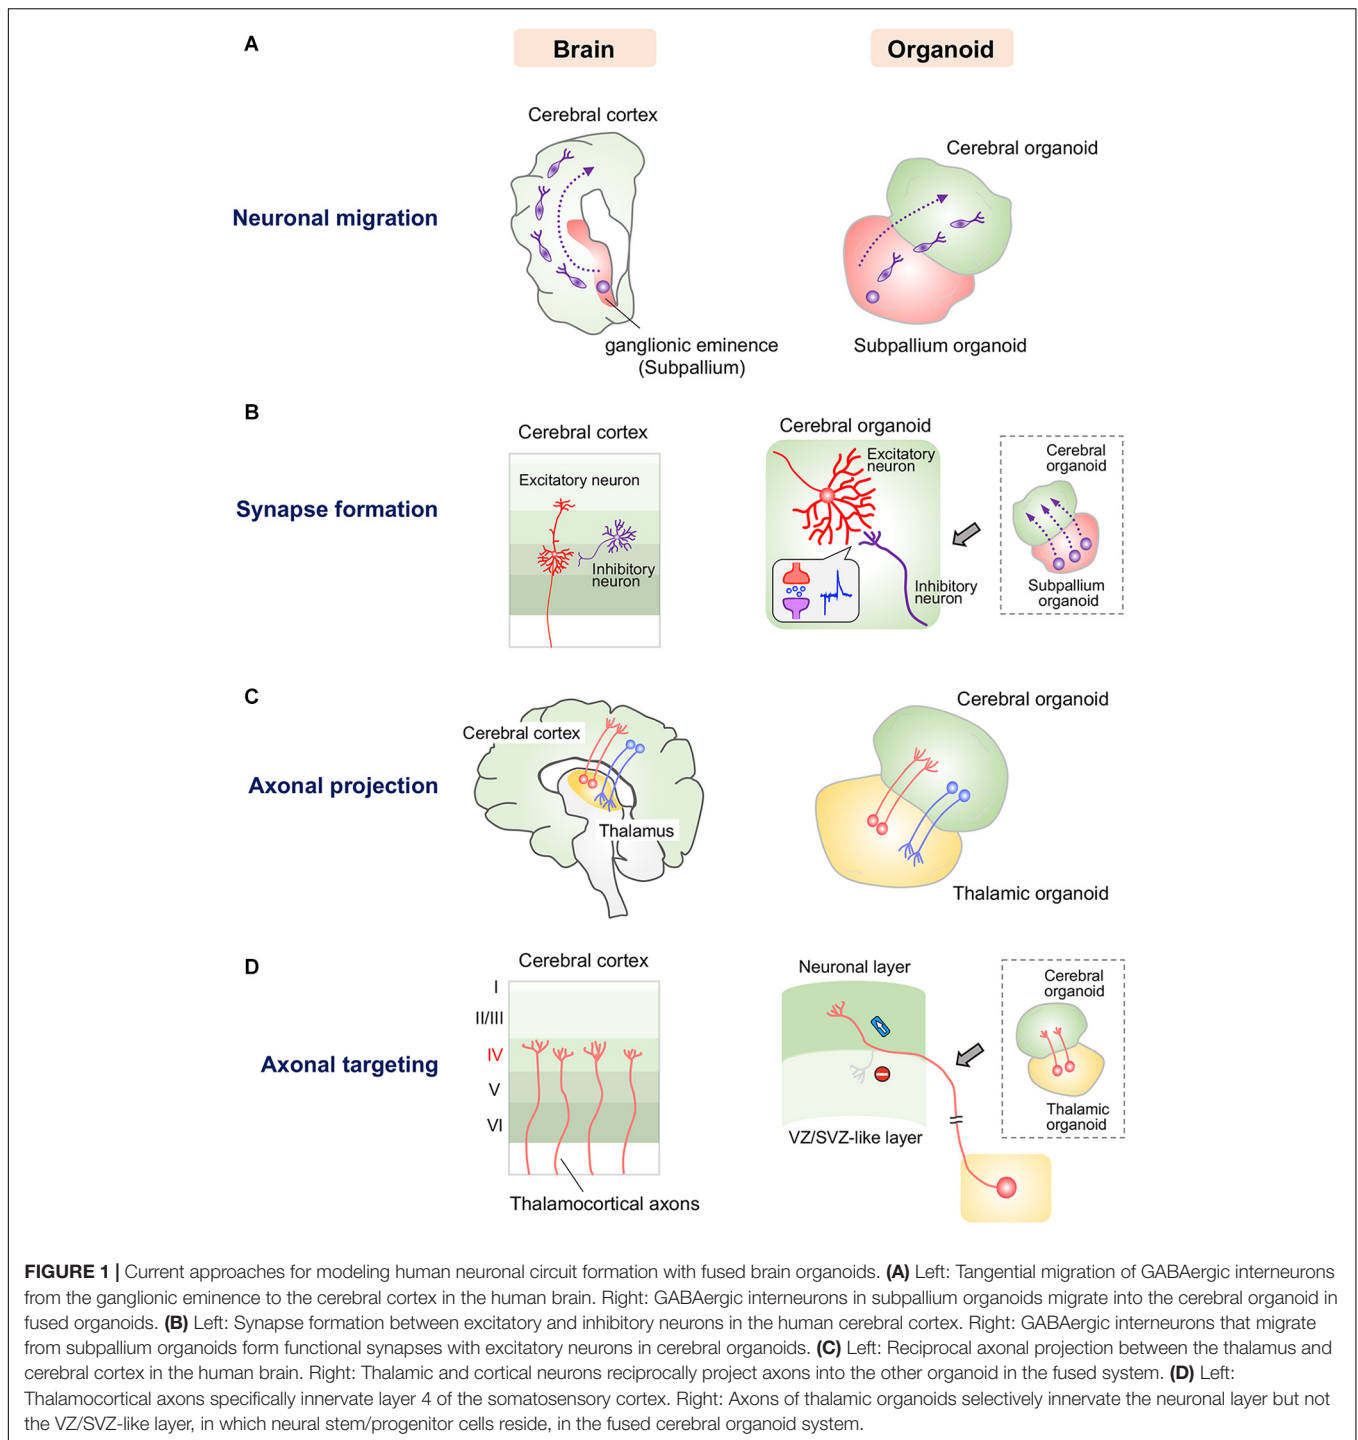 A
Brain
Organoid
Cerebral cortex
Cerebral organoid
Neuronal migration
ganglionic eminence
(Subpallium)
Subpallium organoid
B
Cerebral cortex
Cerebral organoid
Excitatory neuron
Excitatory
neuron
Cerebral
organoid
Synapse formation
Inhibitory
neuron
Inhibitory
neuron
Subpallium
organoid
C
Cerebral organoid
Cerebral cortex
Axonal projection
Thalamus
Thalamic organoid
D
Cerebral cortex
Neuronal layer
Cerebral
organoid
I
II/III
IV
V
VI
Axonal targeting
Thalamic
organoid
VZ/SVZ-like layer
Thalamocortical axons
FIGURE 1 | Current approaches for modeling human neuronal circuit formation with fused brain organoids. (A) Left: Tangential migration of GABAergic interneurons
from the ganglionic eminence to the cerebral cortex in the human brain. Right: GABAergic interneurons in subpallium organoids migrate into the cerebral organoid in
fused organoids. (B) Left: Synapse formation between excitatory and inhibitory neurons in the human cerebral cortex. Right: GABAergic interneurons that migrate
from subpallium organoids form functional synapses with excitatory neurons in cerebral organoids. (C) Left: Reciprocal axonal projection between the thalamus and
cerebral cortex in the human brain. Right: Thalamic and cortical neurons reciprocally project axons into the other organoid in the fused system. (D) Left:
Thalamocortical axons specifically innervate layer 4 of the somatosensory cortex. Right: Axons of thalamic organoids selectively innervate the neuronal layer but not
the VZ/SVZ-like layer, in which neural stem/progenitor cells reside, in the fused cerebral organoid system.